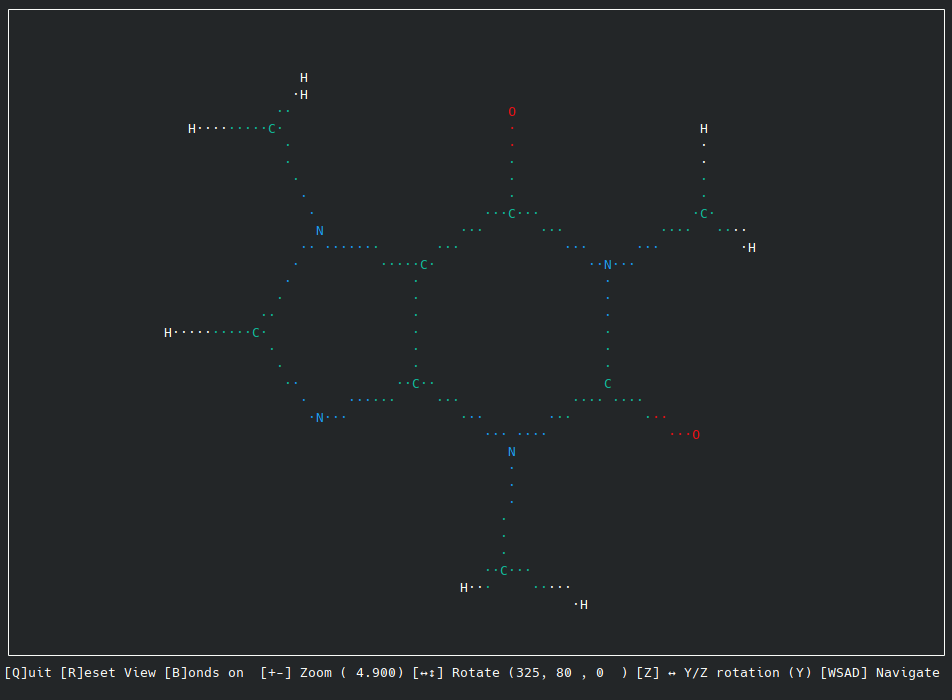 H
·H
··
O
H·········C·
·
H
·
·
·
·
·
·
·
·
·
·
·
·
·
···C···
·C·
N
···
···
····
····
·· ·······
···
···
···
·H
·
·····C·
··N···
·
·
·
·
·
·
··
·
·
H··········C·
·
·
·
·
·
·
·
·
··
··C··
C
·
······
···
···· ····
·N···
···
···
···
··· ····
···O
N
·
·
·
·
·
·
··C···
H···
·····
·H
[Q]uit [R]eset View [B]onds on  [+-] Zoom ( 4.900) [↔↕] Rotate (325, 80 , 0  ) [Z] ↔ Y/Z rotation (Y) [WSAD] Navigate